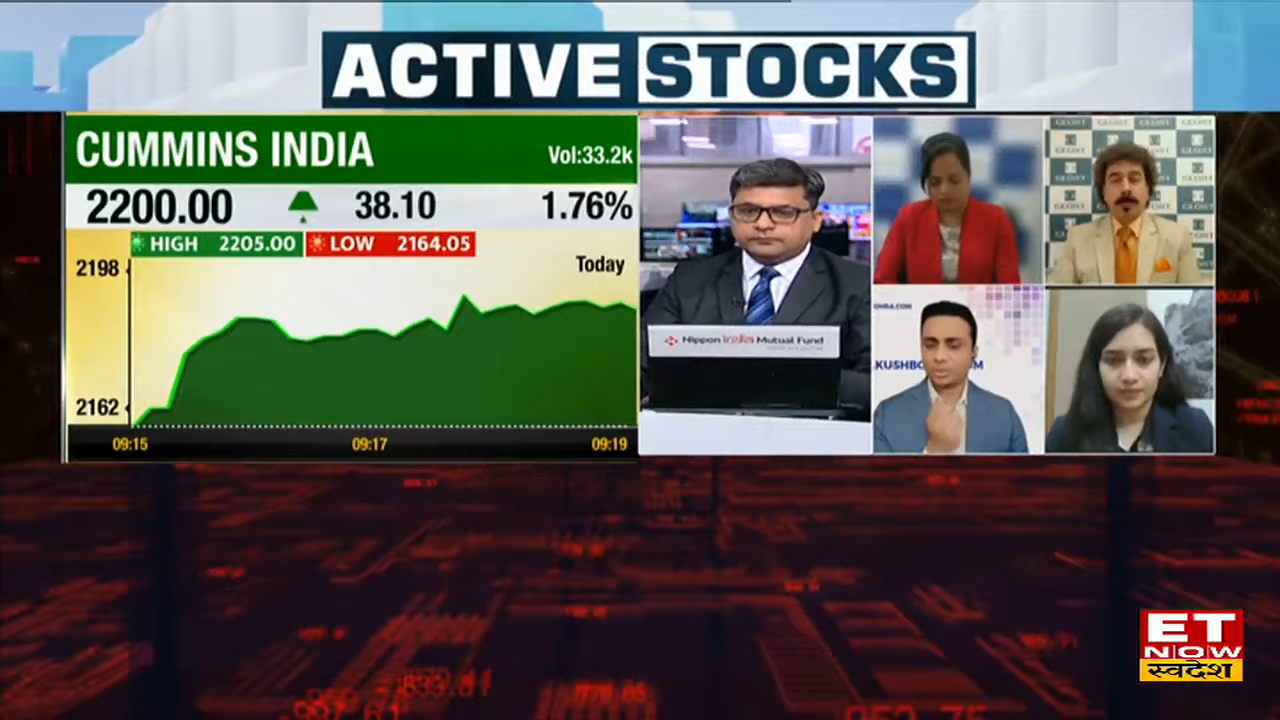 ACTIVE STOCKS
CUMMINS INDIA
Vol:33.2k
2200.00 38.10 1.76%
HIGH 2205.00 LOW 2164.05
2198
Today
2162
09:15 09:17 09:19
Nippon india Mutual Fund
ET
NOW
स्वदेश